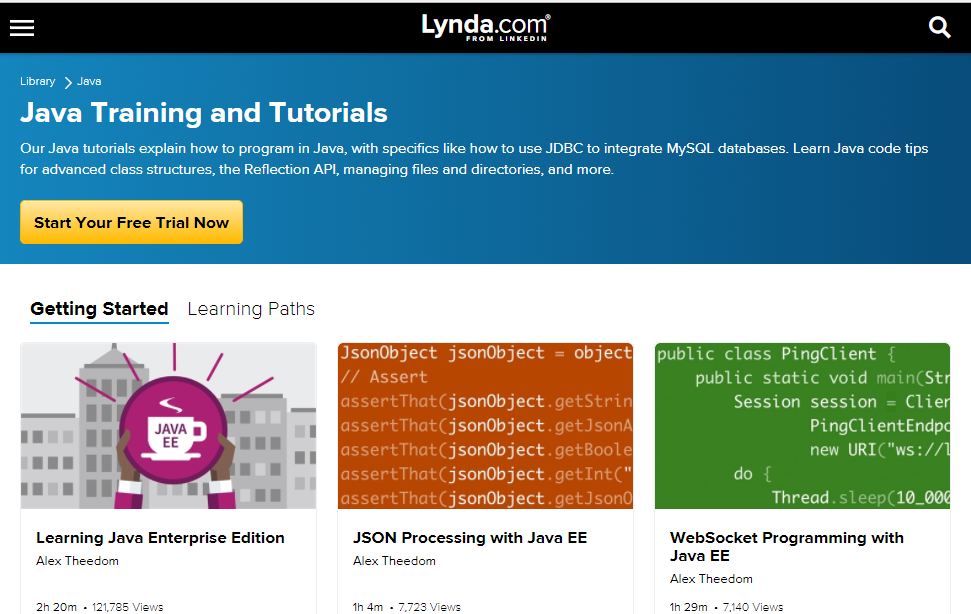 Lynda.com®
FROM LINKEDIN
Library Java
Java Training and Tutorials
Our Java tutorials explain how to program in Java, with specifics like how to use JDBC to integrate MySQL databases. Learn Java code tips
for advanced class structures, the Reflection API, managing files and directories, and more.
Start Your Free Trial Now
Getting Started Learning Paths
JAVA
EE
JsonObject jsonObject = object
// Assert
assertThat(jsonObject.getStrin
assertThat(jsonObject.getJsonA
assertThat(jsonObject.getBoole
assertThat(jsonObject.getInt("
assertThat(jsonObject.getJsonO
public class PingClient {
public static void main(Str
Session session = Clien
PingClientEndpo
new URI("ws://l
do {
Thread.sleep(10_000
Learning Java Enterprise Edition
Alex Theedom
2h 20m • 121,785 Views
JSON Processing with Java EE
Alex Theedom
1h 4m • 7,723 Views
WebSocket Programming with
Java EE
Alex Theedom
1h 29m • 7,140 Views